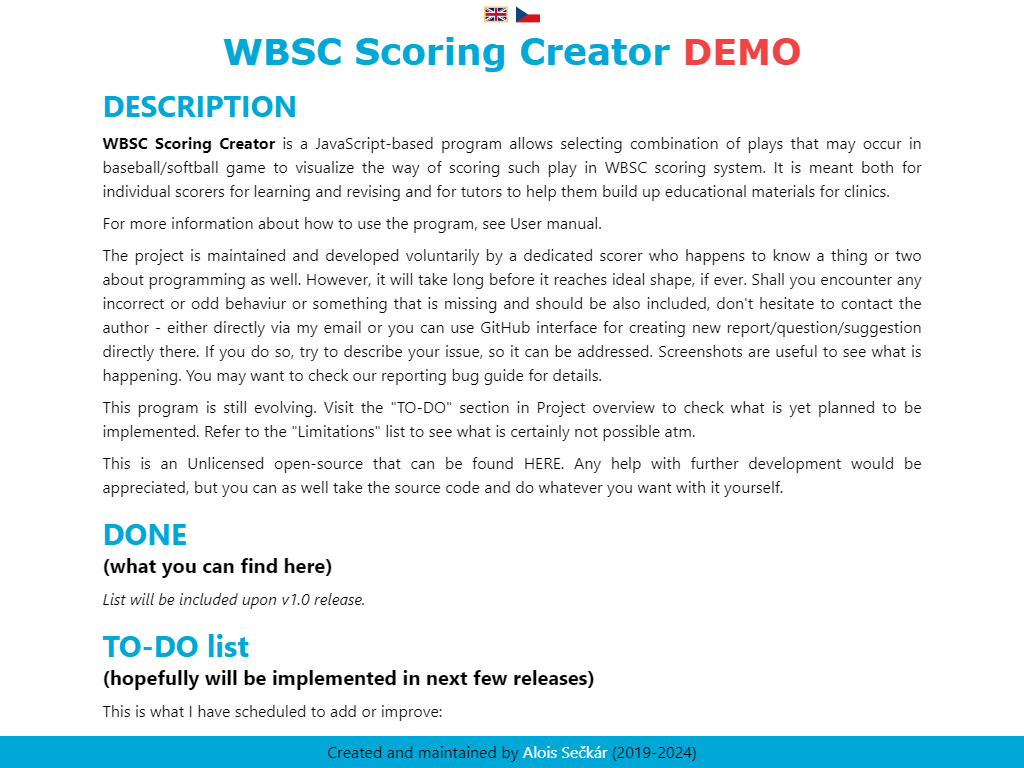 WBSC Scoring Creator DEMO
DESCRIPTION
WBSC Scoring Creator is a JavaScript-based program allows selecting combination of plays that may occur in
baseball/softball game to visualize the way of scoring such play in WBSC scoring system. It is meant both for
individual scorers for learning and revising and for tutors to help them build up educational materials for clinics.
For more information about how to use the program, see User manual.
The project is maintained and developed voluntarily by a dedicated scorer who happens to know a thing or two
about programming as well. However, it will take long before it reaches ideal shape, if ever. Shall you encounter any
incorrect or odd behaviur or something that is missing and should be also included, don't hesitate to contact the
author - either directly via my email or you can use GitHub interface for creating new report/question/suggestion
directly there. If you do so, try to describe your issue, so it can be addressed. Screenshots are useful to see what is
happening. You may want to check our reporting bug guide for details.
This program is still evolving. Visit the "TO-DO" section in Project overview to check what is yet planned to be
implemented. Refer to the "Limitations" list to see what is certainly not possible atm.
This is an Unlicensed open-source that can be found HERE. Any help with further development would be
appreciated, but you can as well take the source code and do whatever you want with it yourself.
DONE
(what you can find here)
List will be included upon v1.0 release.
TO-DO list
(hopefully will be implemented in next few releases)
This is what I have scheduled to add or improve:
Created and maintained by Alois Sečkár (2019-2024)